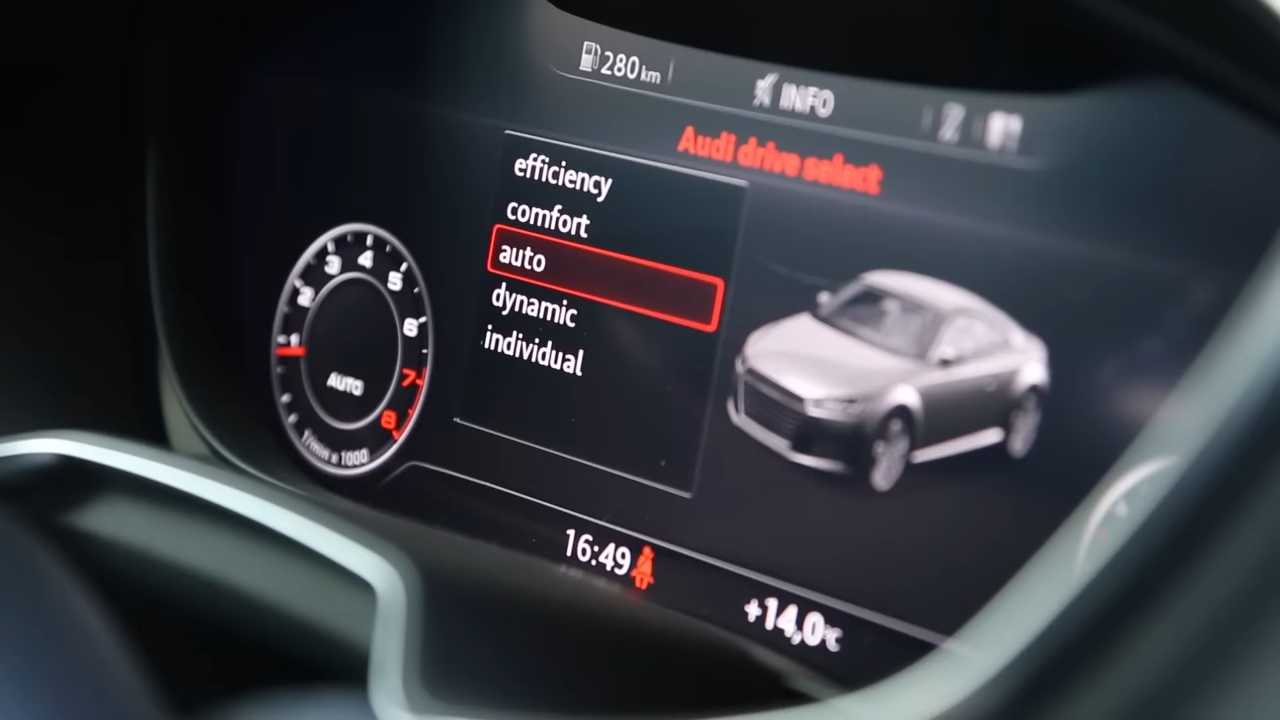 280 km
INFO
Audi drive select
efficiency
comfort
auto
dynamic
individual
1 2 3 4 5 6 7 8
AUTO
1/min x 1000
16:49
+14,0°C